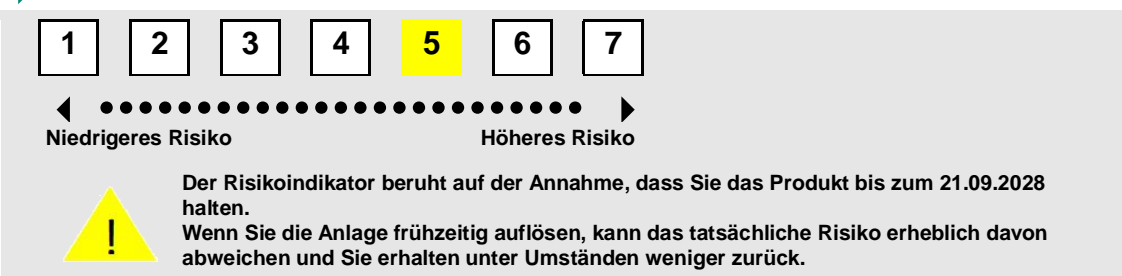 1 2 3 4 5 6 7
Niedrigeres Risiko Höheres Risiko
Der Risikoindikator beruht auf der Annahme, dass Sie das Produkt bis zum 21.09.2028
halten.
Wenn Sie die Anlage frühzeitig auflösen, kann das tatsächliche Risiko erheblich davon
abweichen und Sie erhalten unter Umständen weniger zurück.
!